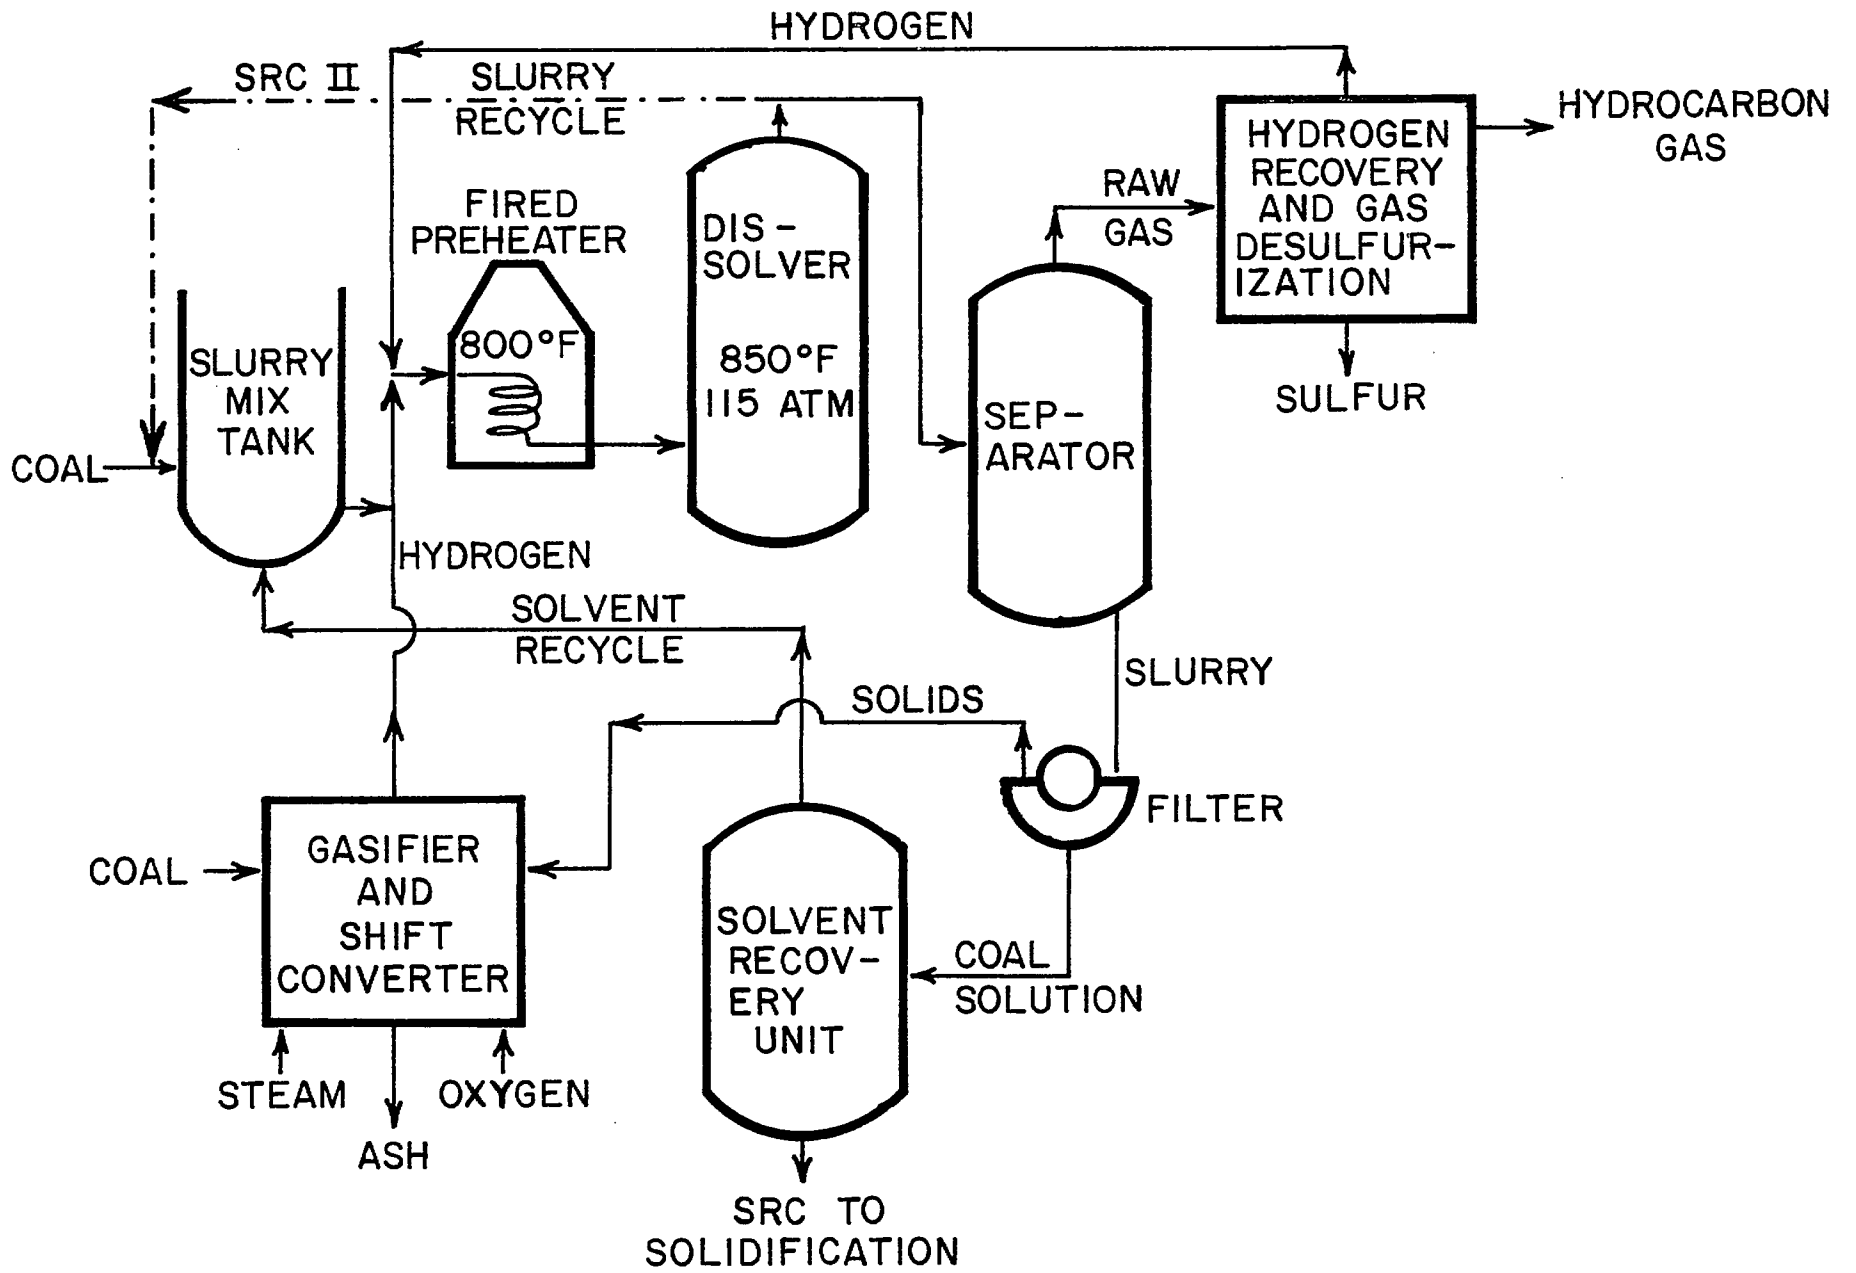 HYDROGEN
SRC II
SLURRY
RECYCLE
HYDROCARBON
GAS
HYDROGEN
RECOVERY
AND GAS
DESULFUR-
IZATION
RAW
GAS
FIRED
PREHEATER
800°F
DIS-
SOLVER
850°F
115 ATM
SLURRY
MIX
TANK
COAL
SEP-
ARATOR
SULFUR
HYDROGEN
SOLVENT
RECYCLE
SLURRY
SOLIDS
FILTER
COAL
GASIFIER
AND
SHIFT
CONVERTER
SOLVENT
RECOV-
ERY
UNIT
COAL
SOLUTION
STEAM
OXYGEN
ASH
SRC TO
SOLIDIFICATION